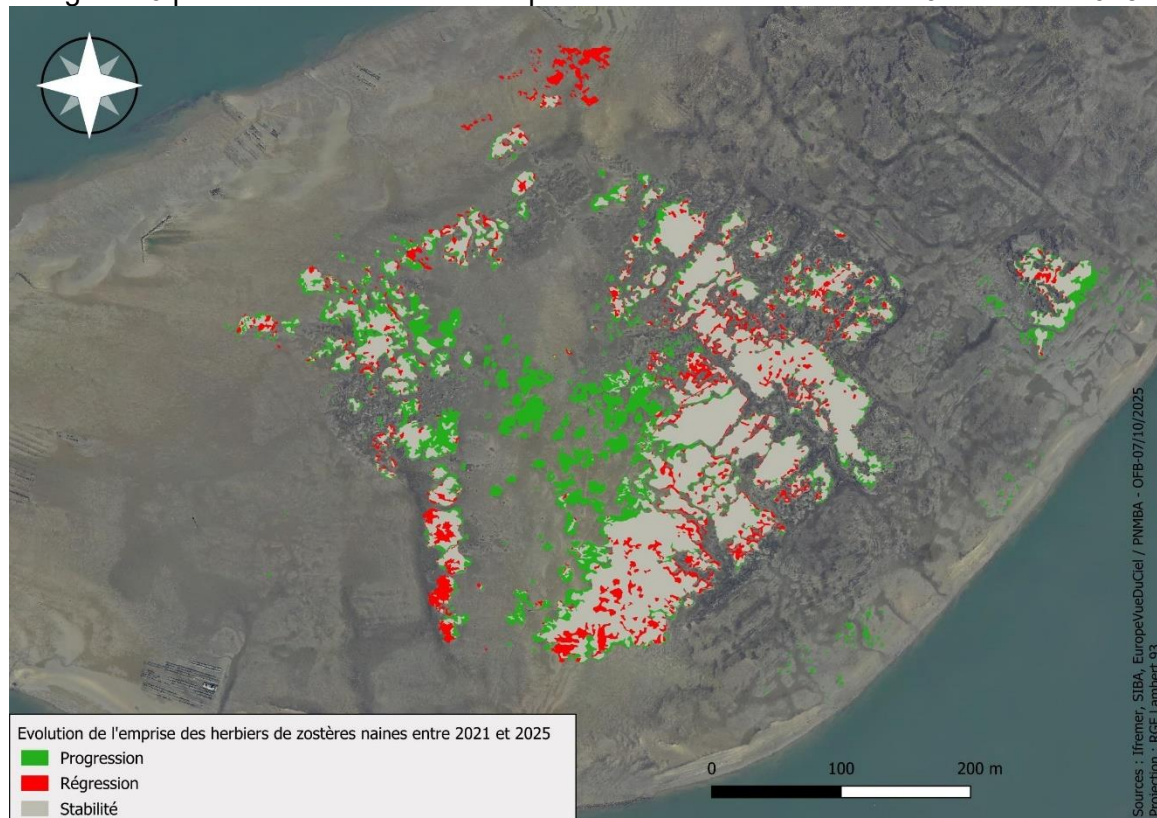 Evolution de l'emprise des herbiers de zostères naines entre 2021 et 2025
Progression
Régression
Stabilité
0 100 200 m
Sources : Ifremer, SIBA, EuropeVueDuCiel / PNMBA - OFB-07/10/2025
Projection : RGF Lambert 93